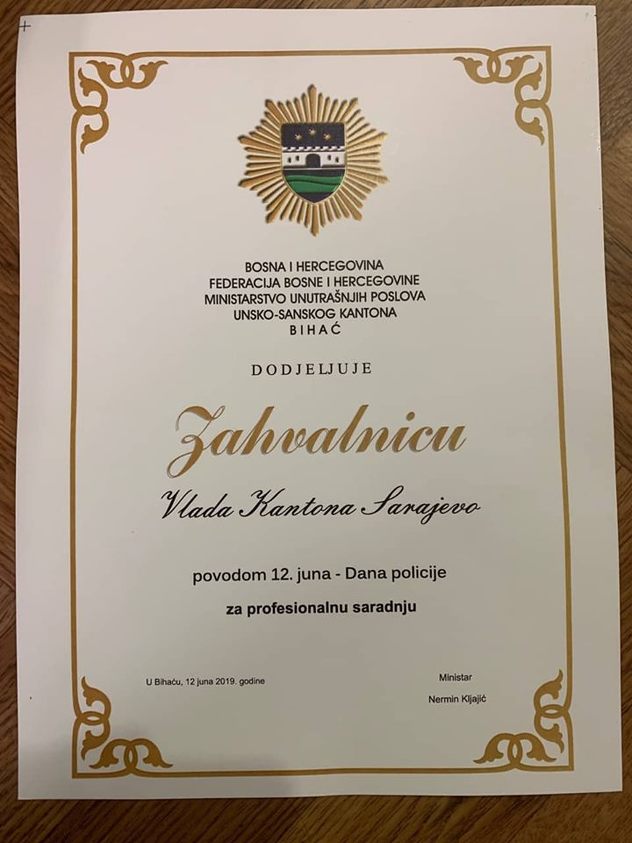 BOSNA I HERCEGOVINA
FEDERACIJA BOSNE I HERCEGOVINE
MINISTARSTVO UNUTRAŠNJIH POSLOVA
UNSKO-SANSKOG KANTONA
BIHAĆ
DODJELJUJE
Zahvalnicu
Vlada Kantona Sarajevo
povodom 12. juna - Dana policije
za profesionalnu saradnju
U Bihaću, 12 juna 2019. godine
Ministar
Nermin Kljajić